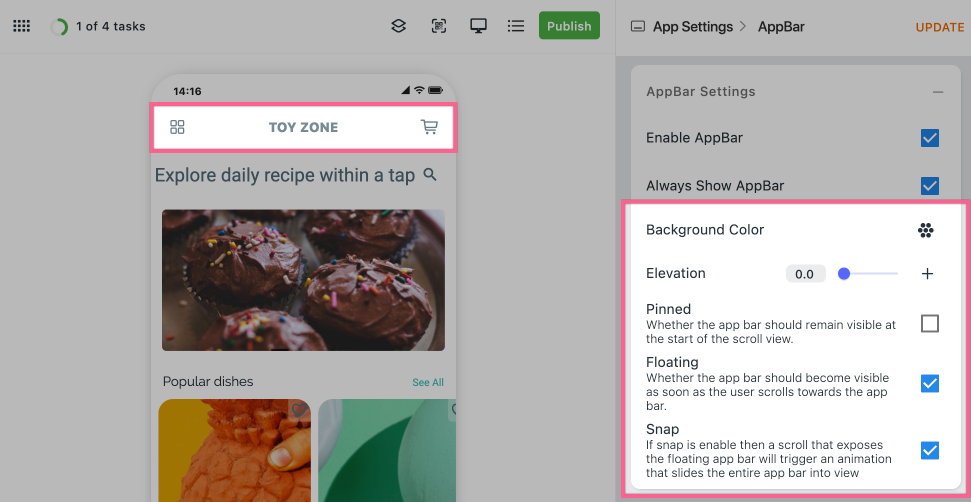 1 of 4 tasks
Publish
App Settings
AppBar
UPDATE
14:16
TOY ZONE
Explore daily recipe within a tap
Popular dishes
See All
AppBar Settings
Enable AppBar
Always Show AppBar
Background Color
Elevation
0.0
Pinned
Whether the app bar should remain visible at
the start of the scroll view.
Floating
Whether the app bar should become visible
as soon as the user scrolls towards the app
bar.
Snap
If snap is enable then a scroll that exposes
the floating app bar will trigger an animation
that slides the entire app bar into view